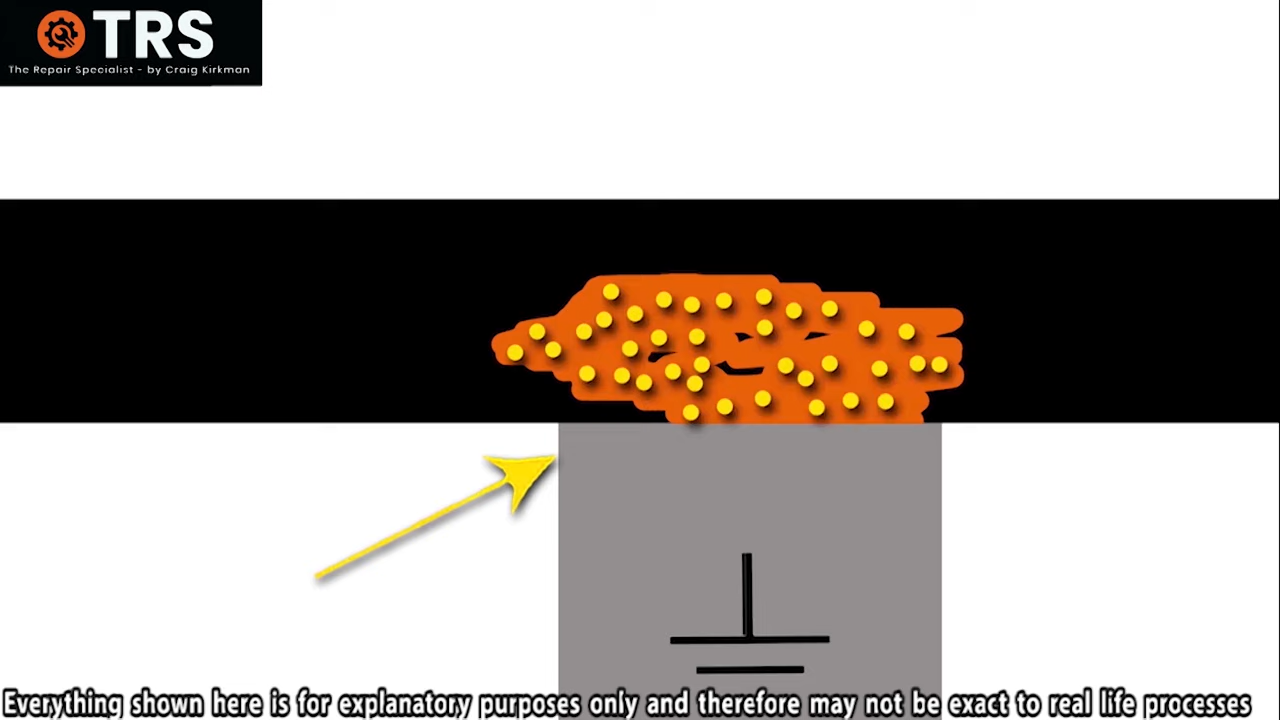 TRS
The Repair Specialist - by Craig Kirkman
Everything shown here is for explanatory purposes only and therefore may not be exact to real life processes